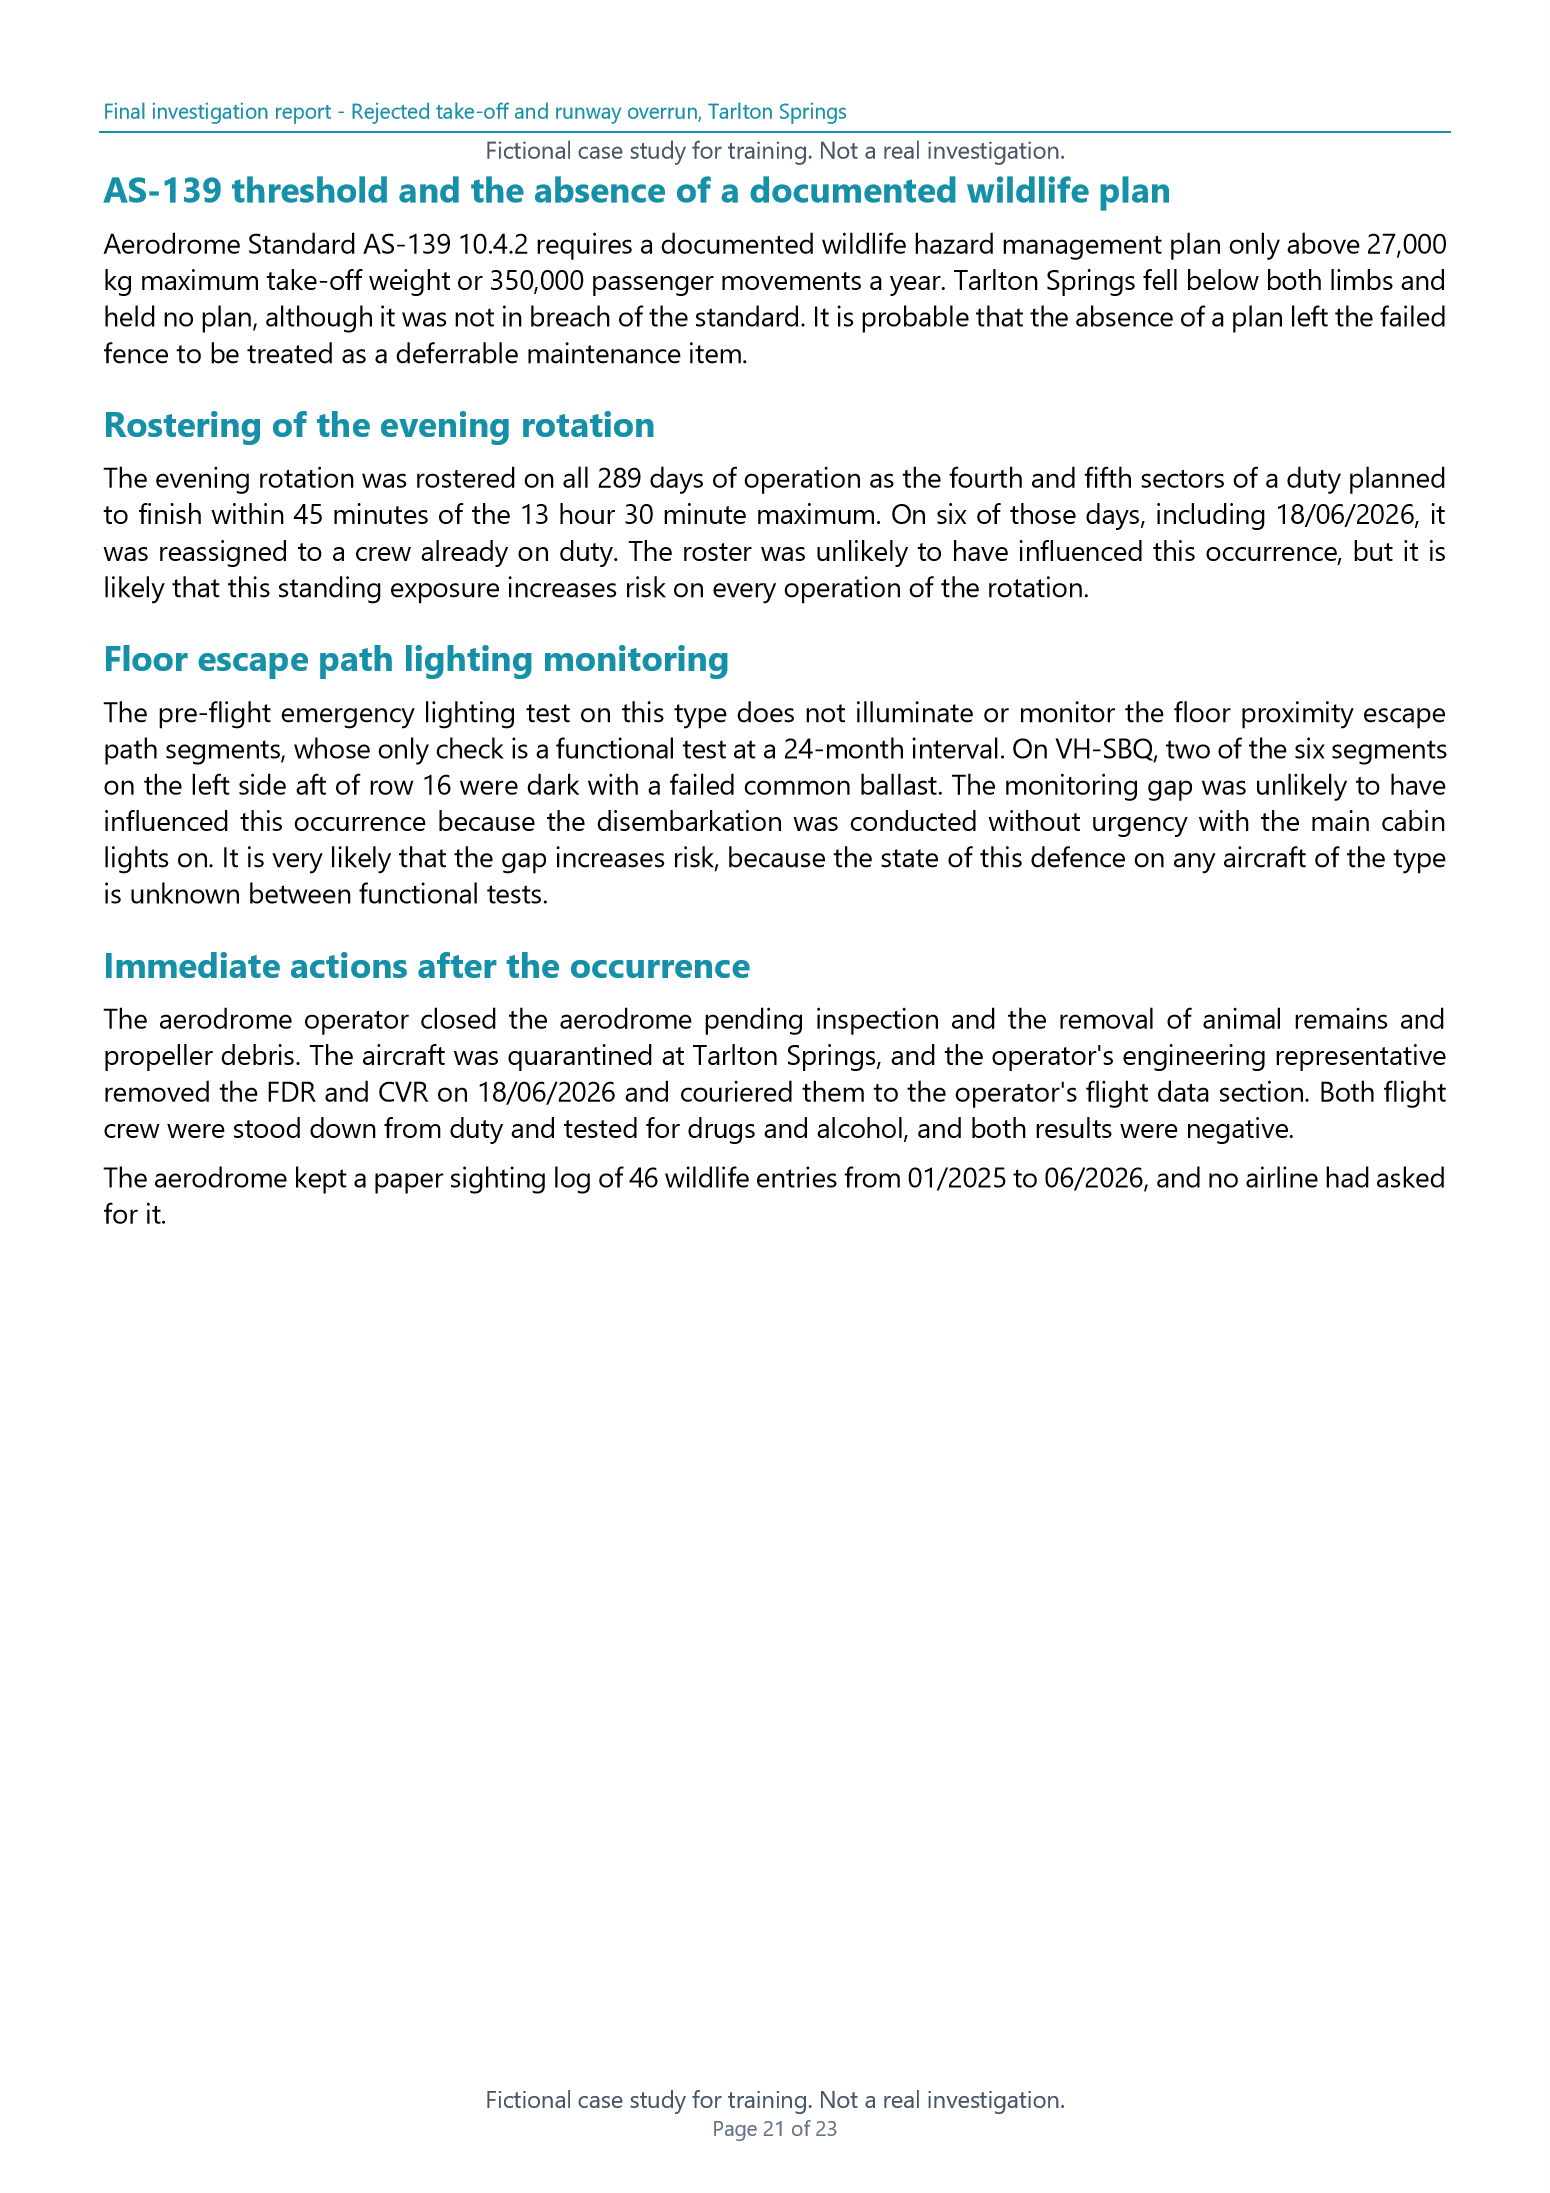 Final investigation report - Rejected take-off and runway overrun, Tarlton Springs
Fictional case study for training. Not a real investigation.
AS-139 threshold and the absence of a documented wildlife plan
Aerodrome Standard AS-139 10.4.2 requires a documented wildlife hazard management plan only above 27,000
kg maximum take-off weight or 350,000 passenger movements a year. Tarlton Springs fell below both limbs and
held no plan, although it was not in breach of the standard. It is probable that the absence of a plan left the failed
fence to be treated as a deferrable maintenance item.
Rostering of the evening rotation
The evening rotation was rostered on all 289 days of operation as the fourth and fifth sectors of a duty planned
to finish within 45 minutes of the 13 hour 30 minute maximum. On six of those days, including 18/06/2026, it
was reassigned to a crew already on duty. The roster was unlikely to have influenced this occurrence, but it is
likely that this standing exposure increases risk on every operation of the rotation.
Floor escape path lighting monitoring
The pre-flight emergency lighting test on this type does not illuminate or monitor the floor proximity escape
path segments, whose only check is a functional test at a 24-month interval. On VH-SBQ, two of the six segments
on the left side aft of row 16 were dark with a failed common ballast. The monitoring gap was unlikely to have
influenced this occurrence because the disembarkation was conducted without urgency with the main cabin
lights on. It is very likely that the gap increases risk, because the state of this defence on any aircraft of the type
is unknown between functional tests.
Immediate actions after the occurrence
The aerodrome operator closed the aerodrome pending inspection and the removal of animal remains and
propeller debris. The aircraft was quarantined at Tarlton Springs, and the operator's engineering representative
removed the FDR and CVR on 18/06/2026 and couriered them to the operator's flight data section. Both flight
crew were stood down from duty and tested for drugs and alcohol, and both results were negative.
The aerodrome kept a paper sighting log of 46 wildlife entries from 01/2025 to 06/2026, and no airline had asked
for it.
Fictional case study for training. Not a real investigation.
Page 21 of 23